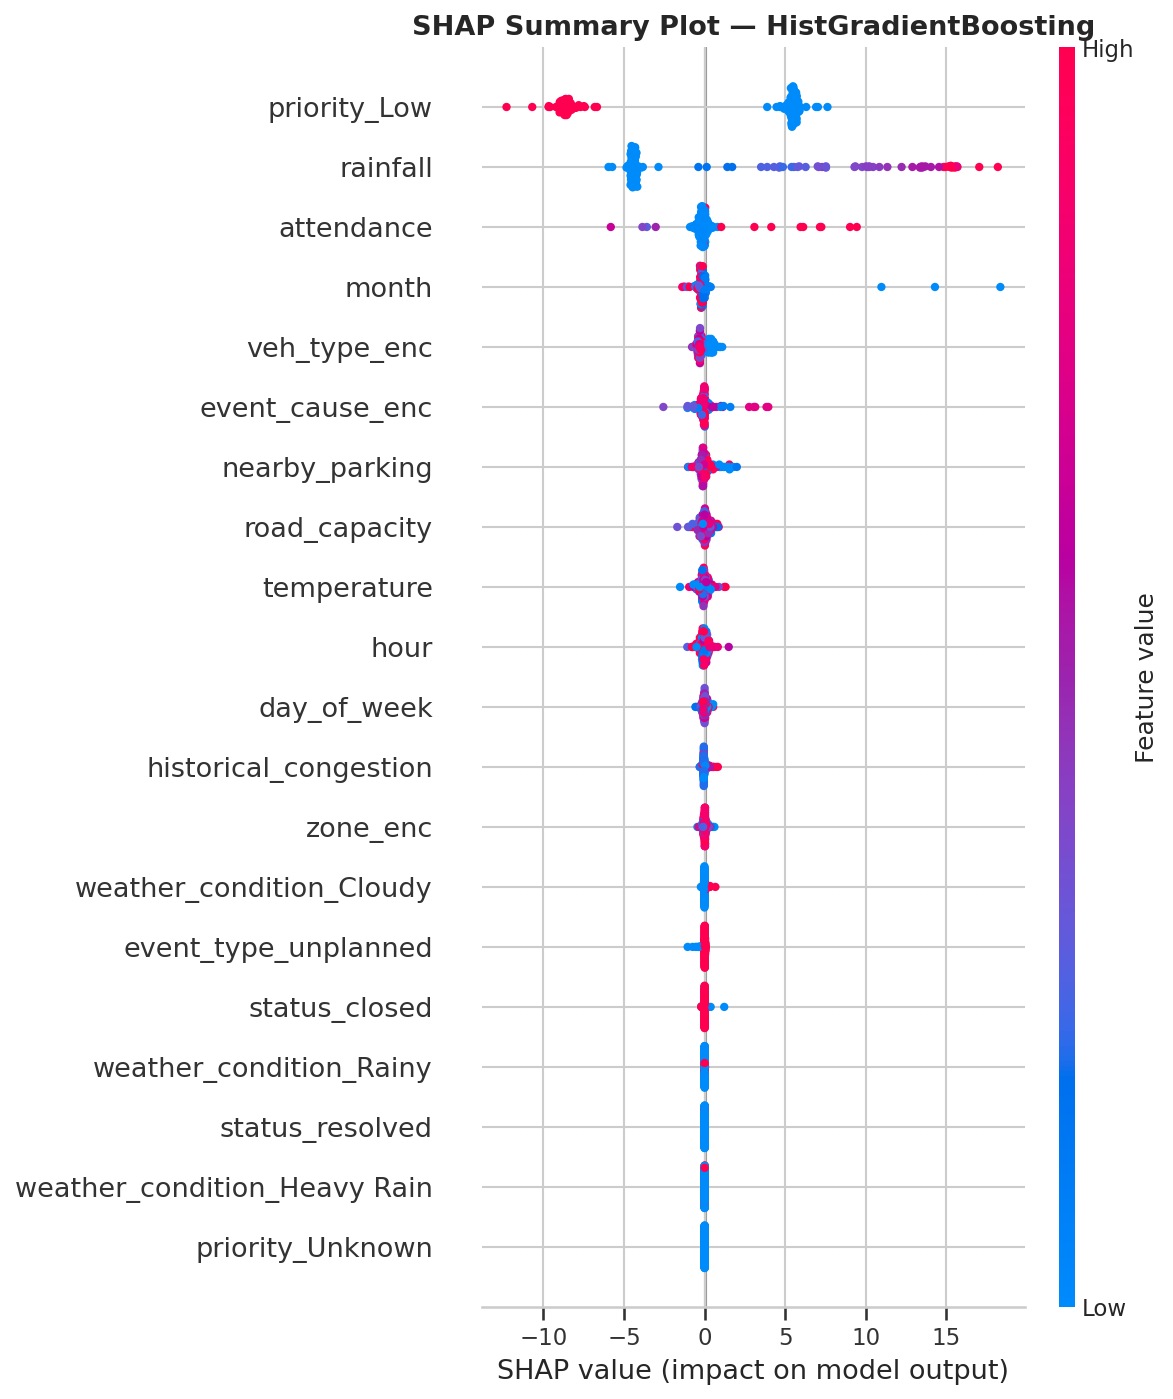 SHAP Summary Plot — HistGradientBoosting
High
priority_Low
rainfall
attendance
month
veh_type_enc
event_cause_enc
nearby_parking
road_capacity
temperature
hour
day_of_week
historical_congestion
zone_enc
weather_condition_Cloudy
event_type_unplanned
status_closed
weather_condition_Rainy
status_resolved
weather_condition_Heavy Rain
priority_Unknown
Feature value
Low
−10 −5 0 5 10 15
SHAP value (impact on model output)